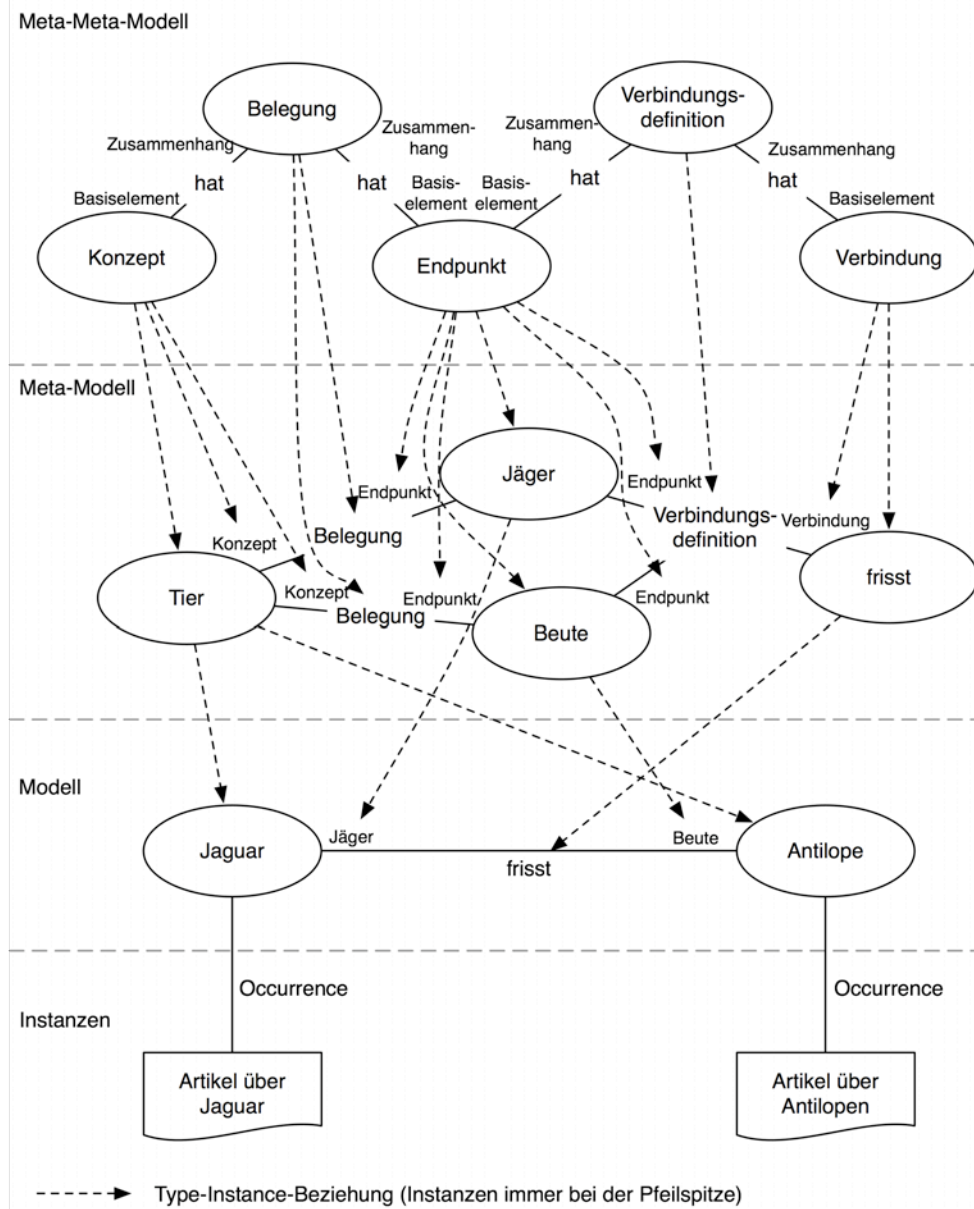 Meta-Meta-Modell
Belegung
Verbindungs-
definition
Zusammenhang
Zusammen-
hang
Zusammen-
hang
Zusammenhang
hat
hat
hat
hat
Basiselement
Basis-
element
Basis-
element
Basiselement
Konzept
Endpunkt
Verbindung
Meta-Modell
Jäger
Endpunkt
Endpunkt
Belegung
Verbindungs-
definition
Verbindung
Konzept
Tier
Konzept
Belegung
Endpunkt
Beute
Endpunkt
frisst
Modell
Jaguar
Jäger
frisst
Beute
Antilope
Occurrence
Occurrence
Instanzen
Artikel über
Jaguar
Artikel über
Antilopen
Type-Instance-Beziehung (Instanzen immer bei der Pfeilspitze)